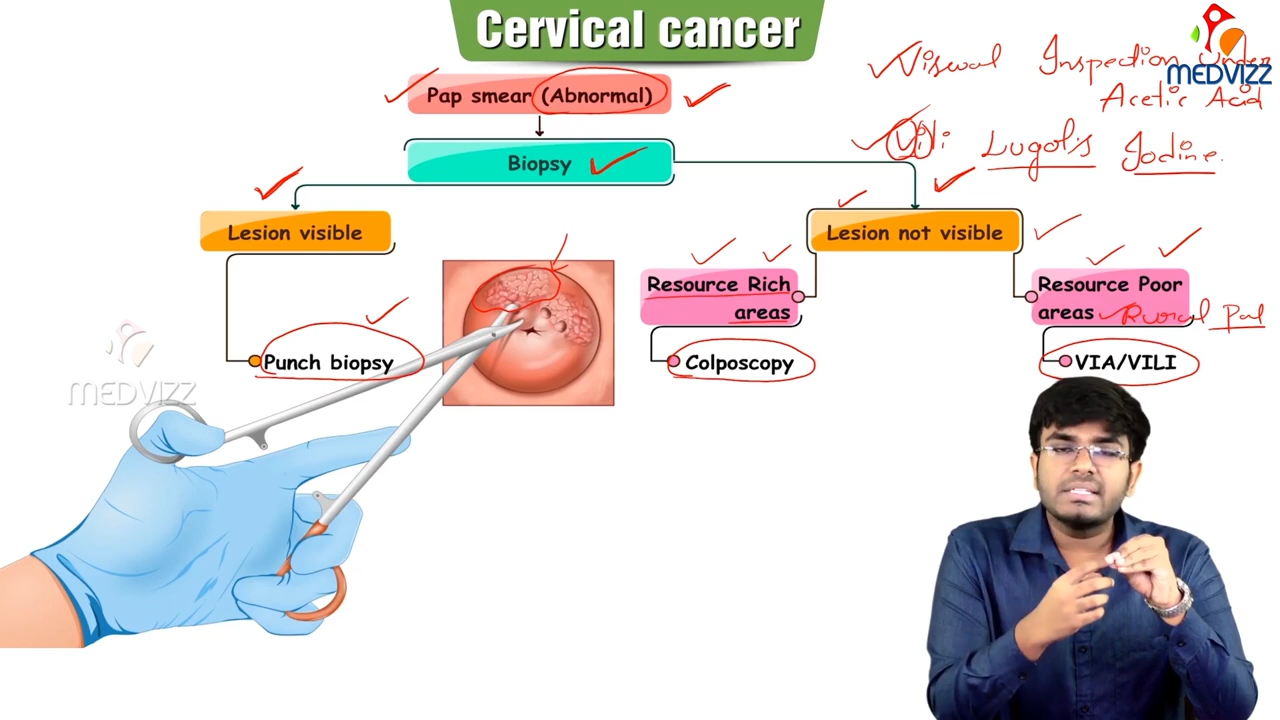 Cervical cancer
MEDVIZZ
Pap smear (Abnormal)
Visual Inspection Under
Acetic Acid
Vili Lugolis Iodine.
Biopsy
Lesion visible
Lesion not visible
Resource Rich
areas
Resource Poor
areas Rural
Punch biopsy
Colposcopy
VIA/VILI
MEDVIZZ